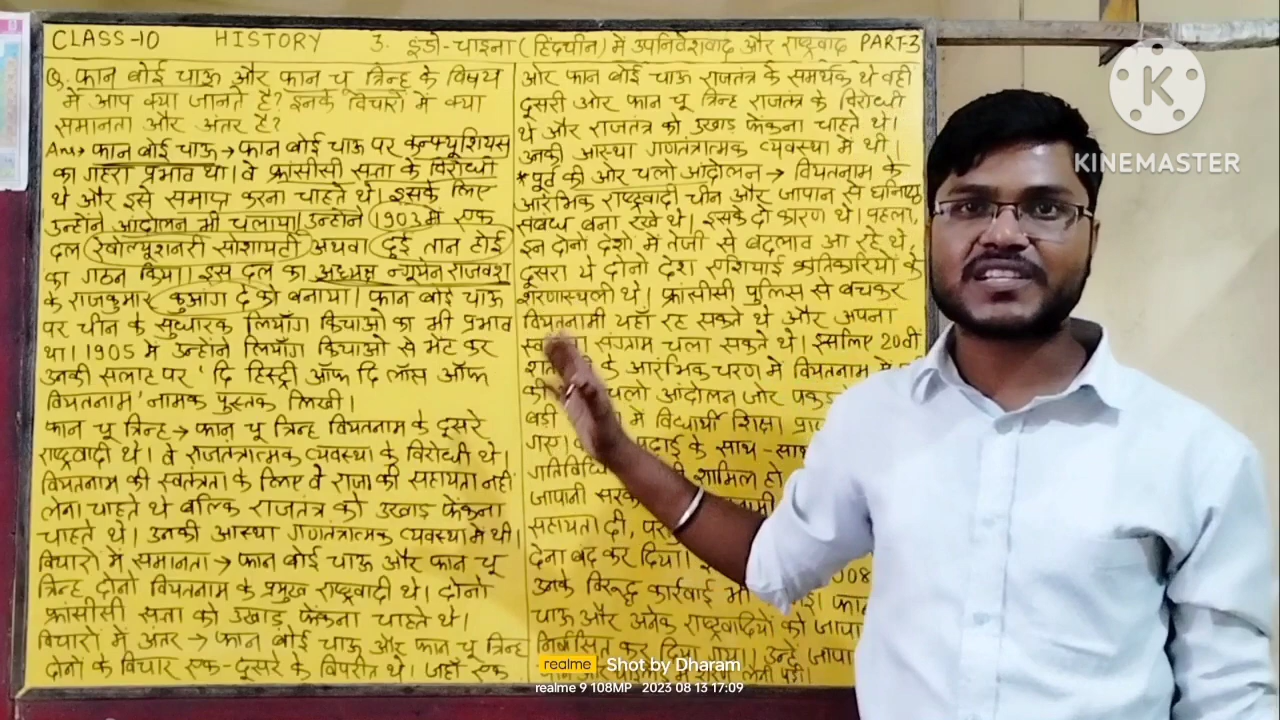 CLASS-10 HISTORY 3. इंडो-चाइना (हिंदचीन) में उपनिवेशवाद और राष्ट्रवाद PART-3
Q. फान बोई चाऊ और फान चू त्रिन्ह के विषय
में आप क्या जानते है? इनके विचारों में क्या
समानता और अंतर है?
Ans→ फान बोई चाऊ → फान बोई चाऊ पर कन्फ्यूशियस
का गहरा प्रभाव था। वे फ्रांसीसी सत्ता के विरोधी
थे और इसे समाप्त करना चाहते थे। इसके लिए
उन्होंने आंदोलन भी चलाया। उन्होंने 1903 में एक
दल रेवोल्यूशनरी सोशायटी अथवा दुई तान होई
का गठन किया। इस दल का अध्यक्ष न्यूयेन राजवंश
के राजकुमार कुआंग दे को बनाया। फान बोई चाऊ
पर चीन के सुधारक लियाँग किचाओ का भी प्रभाव
था। 1905 में उन्होंने लियाँग किचाओ से भेंट कर
उनकी सलाह पर 'दि हिस्ट्री ऑफ दि लॉस ऑफ
वियतनाम' नामक पुस्तक लिखी।
फान चू त्रिन्ह → फान चू त्रिन्ह वियतनाम के दूसरे
राष्ट्रवादी थे। वे राजतंत्रात्मक व्यवस्था के विरोधी थे।
वियतनाम की स्वतंत्रता के लिए वे राजा की सहायता नहीं
लेना चाहते थे बल्कि राजतंत्र को उखाड़ फेंकना
चाहते थे। उनकी आस्था गणतंत्रात्मक व्यवस्था में थी।
विचारों में समानता → फान बोई चाऊ और फान चू
त्रिन्ह दोनो वियतनाम के प्रमुख राष्ट्रवादी थे। दोनो
फ्रांसीसी सत्ता को उखाड़ फेंकना चाहते थे।
विचारों में अंतर → फान बोई चाऊ और फान चू त्रिन्ह
दोनो के विचार एक-दूसरे के विपरीत थे। जहाँ एक
ओर फान बोई चाऊ राजतंत्र के समर्थक थे वही
दूसरी ओर फान चू त्रिन्ह राजतंत्र के विरोधी
थे और राजतंत्र को उखाड़ फेंकना चाहते थे।
उनकी आस्था गणतंत्रात्मक व्यवस्था में थी।
*पूर्व की ओर चलो आंदोलन → वियतनाम के
आरंभिक राष्ट्रवादी चीन और जापान से घनिष्ठ
संबंध बना रखे थे। इसके दो कारण थे। पहला,
इन दोनो देशो में तेजी से बदलाव आ रहे थे,
दूसरा ये दोनो देश एशियाई क्रांतिकारियों के
शरणास्थली थे। फ्रांसीसी पुलिस से बचकर
वियतनामी यहाँ रह सकते थे और अपना
संग्राम चला सकते थे। इसलिए 20वी
के आरंभिक चरण में वियतनाम में
की चलो आंदोलन जोर
बड़ी में विद्यार्थी शिक्षा
गए। पढ़ाई के साथ-साथ
शामिल हो
जापानी
सहायता दी,
देना बंद कर दिया।
उनके विरूद्ध कार्रवाई भी
चाऊ और अनेक राष्ट्रवादियों को
निर्वासित कर दिया गया। उन्हें
में शरण लेनी पड़ी।
K
KINEMASTER
realme Shot by Dharam
realme 9 108MP 2023 08 13 17:09